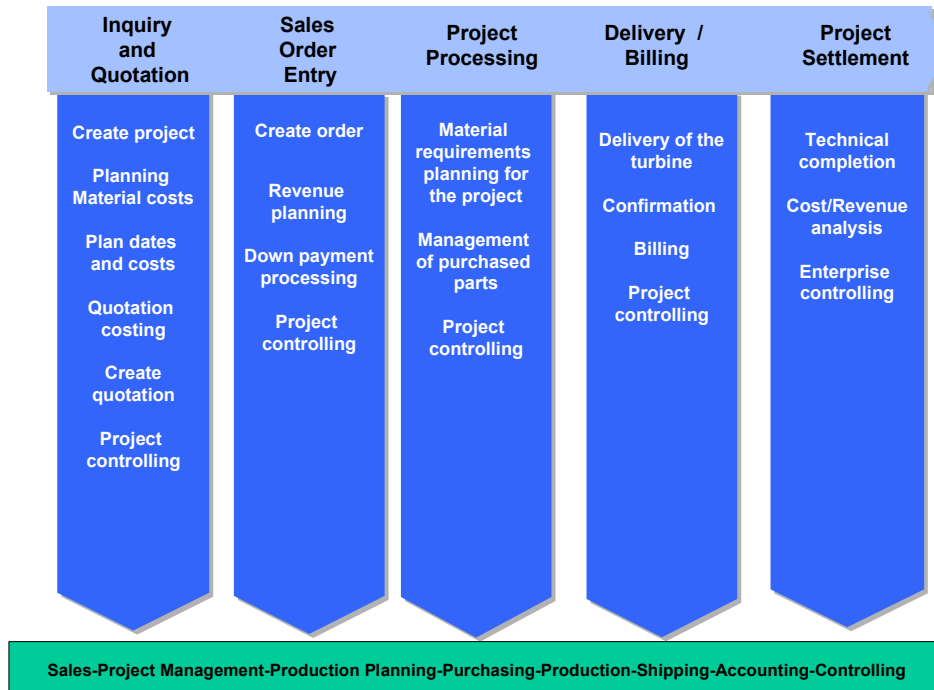 Inquiry
and
Quotation
Sales
Order
Entry
Project
Processing
Delivery /
Billing
Project
Settlement
Create project
Planning
Material costs
Plan dates
and costs
Quotation
costing
Create
quotation
Project
controlling
Create order
Revenue
planning
Down payment
processing
Project
controlling
Material
requirements
planning for
the project
Management
of purchased
parts
Project
controlling
Delivery of the
turbine
Confirmation
Billing
Project
controlling
Technical
completion
Cost/Revenue
analysis
Enterprise
controlling
Sales-Project Management-Production Planning-Purchasing-Production-Shipping-Accounting-Controlling